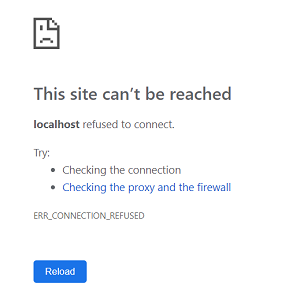 This site can’t be reached
localhost refused to connect.
Try:
• Checking the connection
• Checking the proxy and the firewall
ERR_CONNECTION_REFUSED
Reload